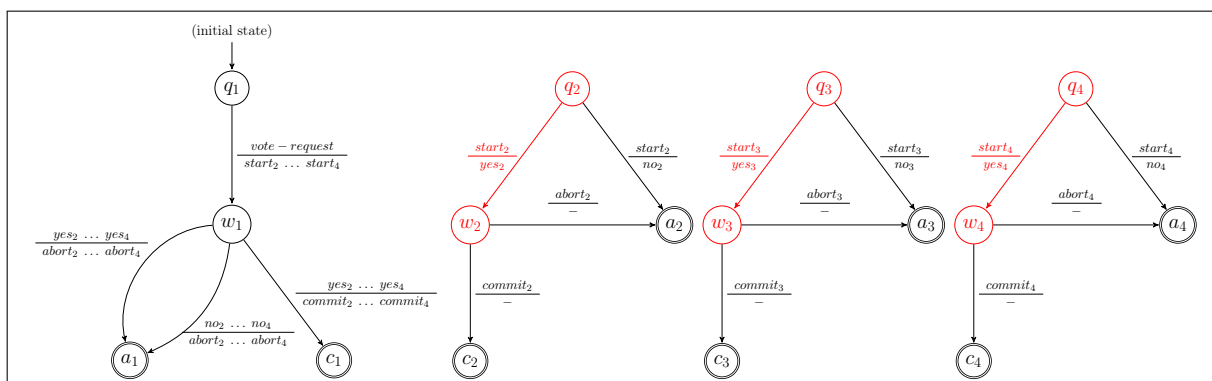 (initial state)
q₁ q₂ q₃ q₄
vote − request
start₂ … start₄
start₂
yes₂
start₂
no₂
start₃
yes₃
start₃
no₃
start₄
yes₄
start₄
no₄
w₁ w₂ w₃ w₄
abort₂
−
a₂
abort₃
−
a₃
abort₄
−
a₄
yes₂ … yes₄
abort₂ … abort₄
yes₂ … yes₄
commit₂ … commit₄
no₂ … no₄
abort₂ … abort₄
commit₂
−
commit₃
−
commit₄
−
a₁ c₁ c₂ c₃ c₄